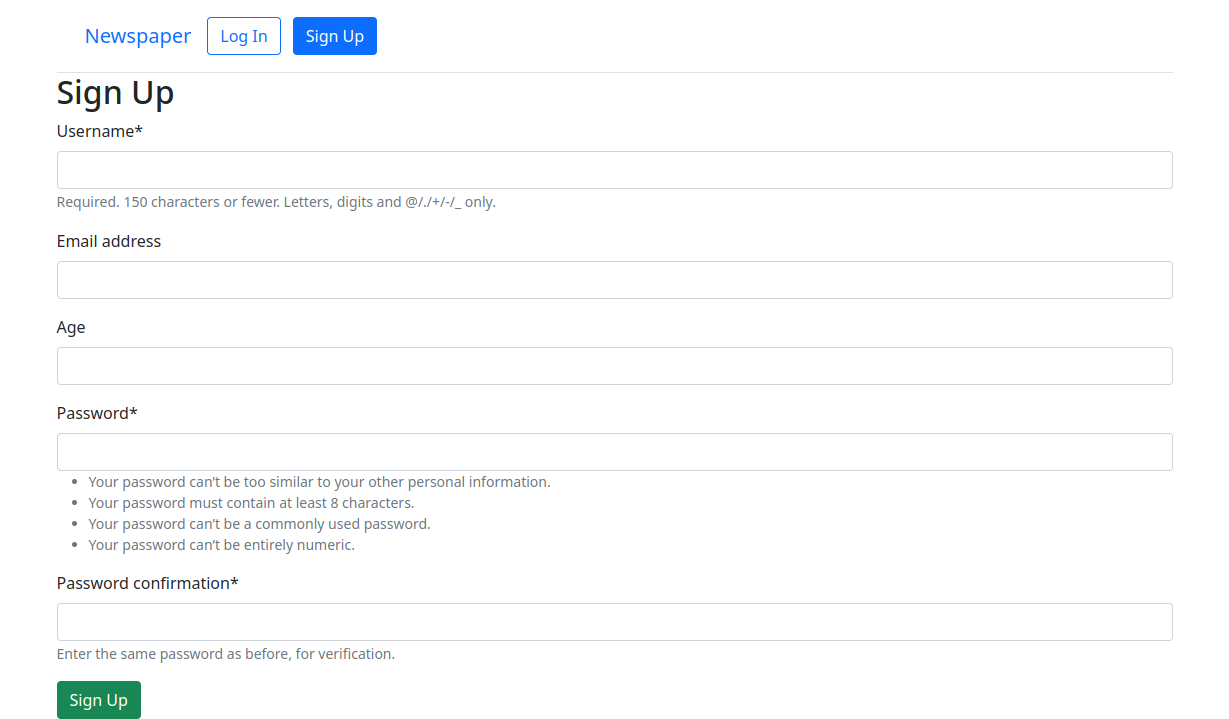 Newspaper Log In Sign Up
Sign Up
Username*
Required. 150 characters or fewer. Letters, digits and @/./+/-/_ only.
Email address
Age
Password*
• Your password can’t be too similar to your other personal information.
• Your password must contain at least 8 characters.
• Your password can’t be a commonly used password.
• Your password can’t be entirely numeric.
Password confirmation*
Enter the same password as before, for verification.
Sign Up